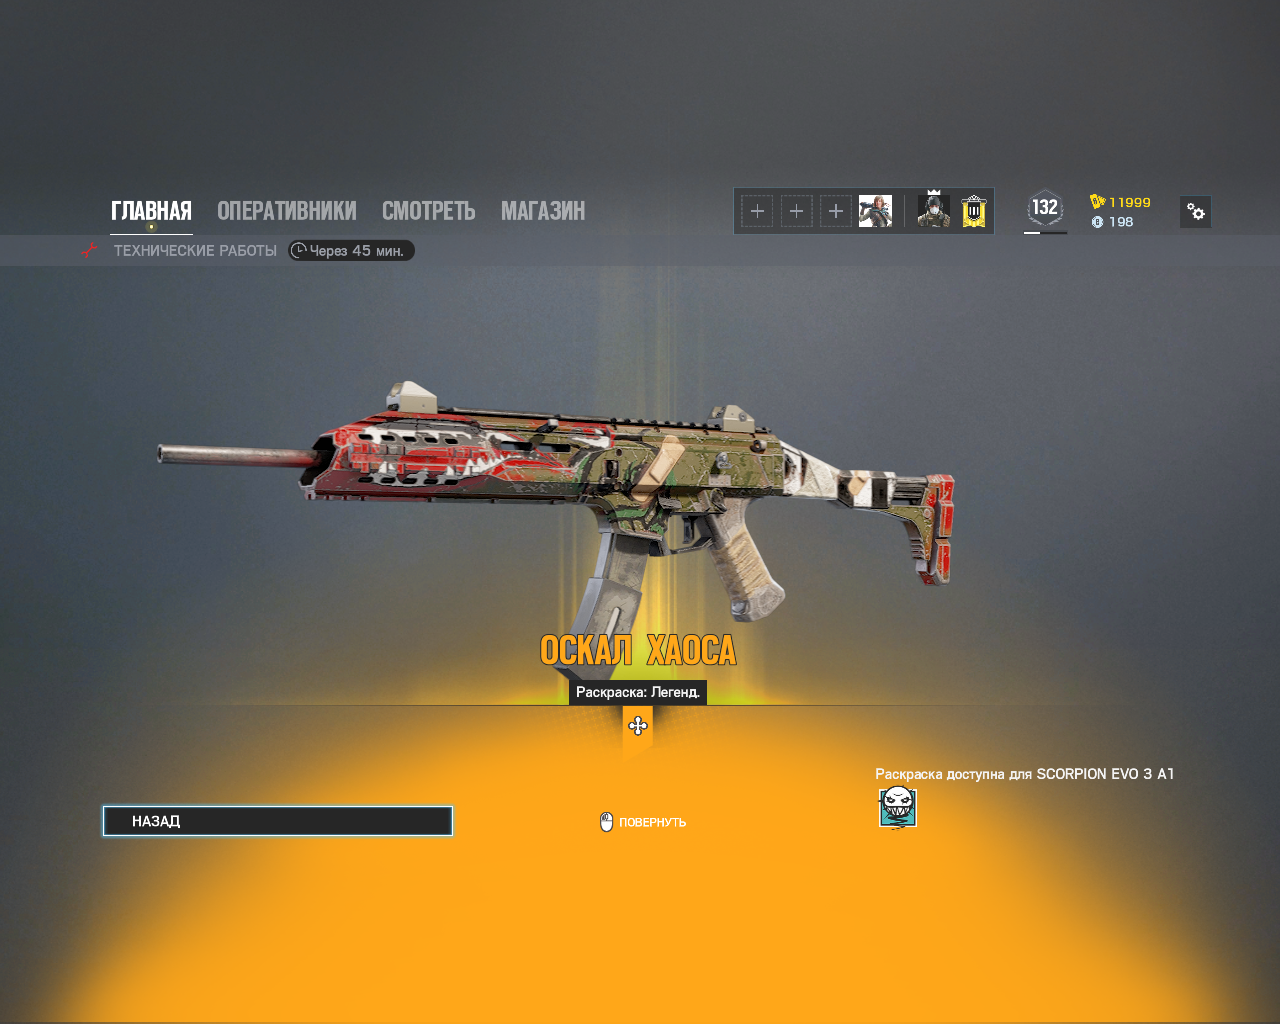 ГЛАВНАЯ ОПЕРАТИВНИКИ СМОТРЕТЬ МАГАЗИН
132
11999
198
ТЕХНИЧЕСКИЕ РАБОТЫ Через 45 мин.
ОСКАЛ ХАОСА
Раскраска: Легенд.
Раскраска доступна для SCORPION EVO 3 A1
НАЗАД
ПОВЕРНУТЬ